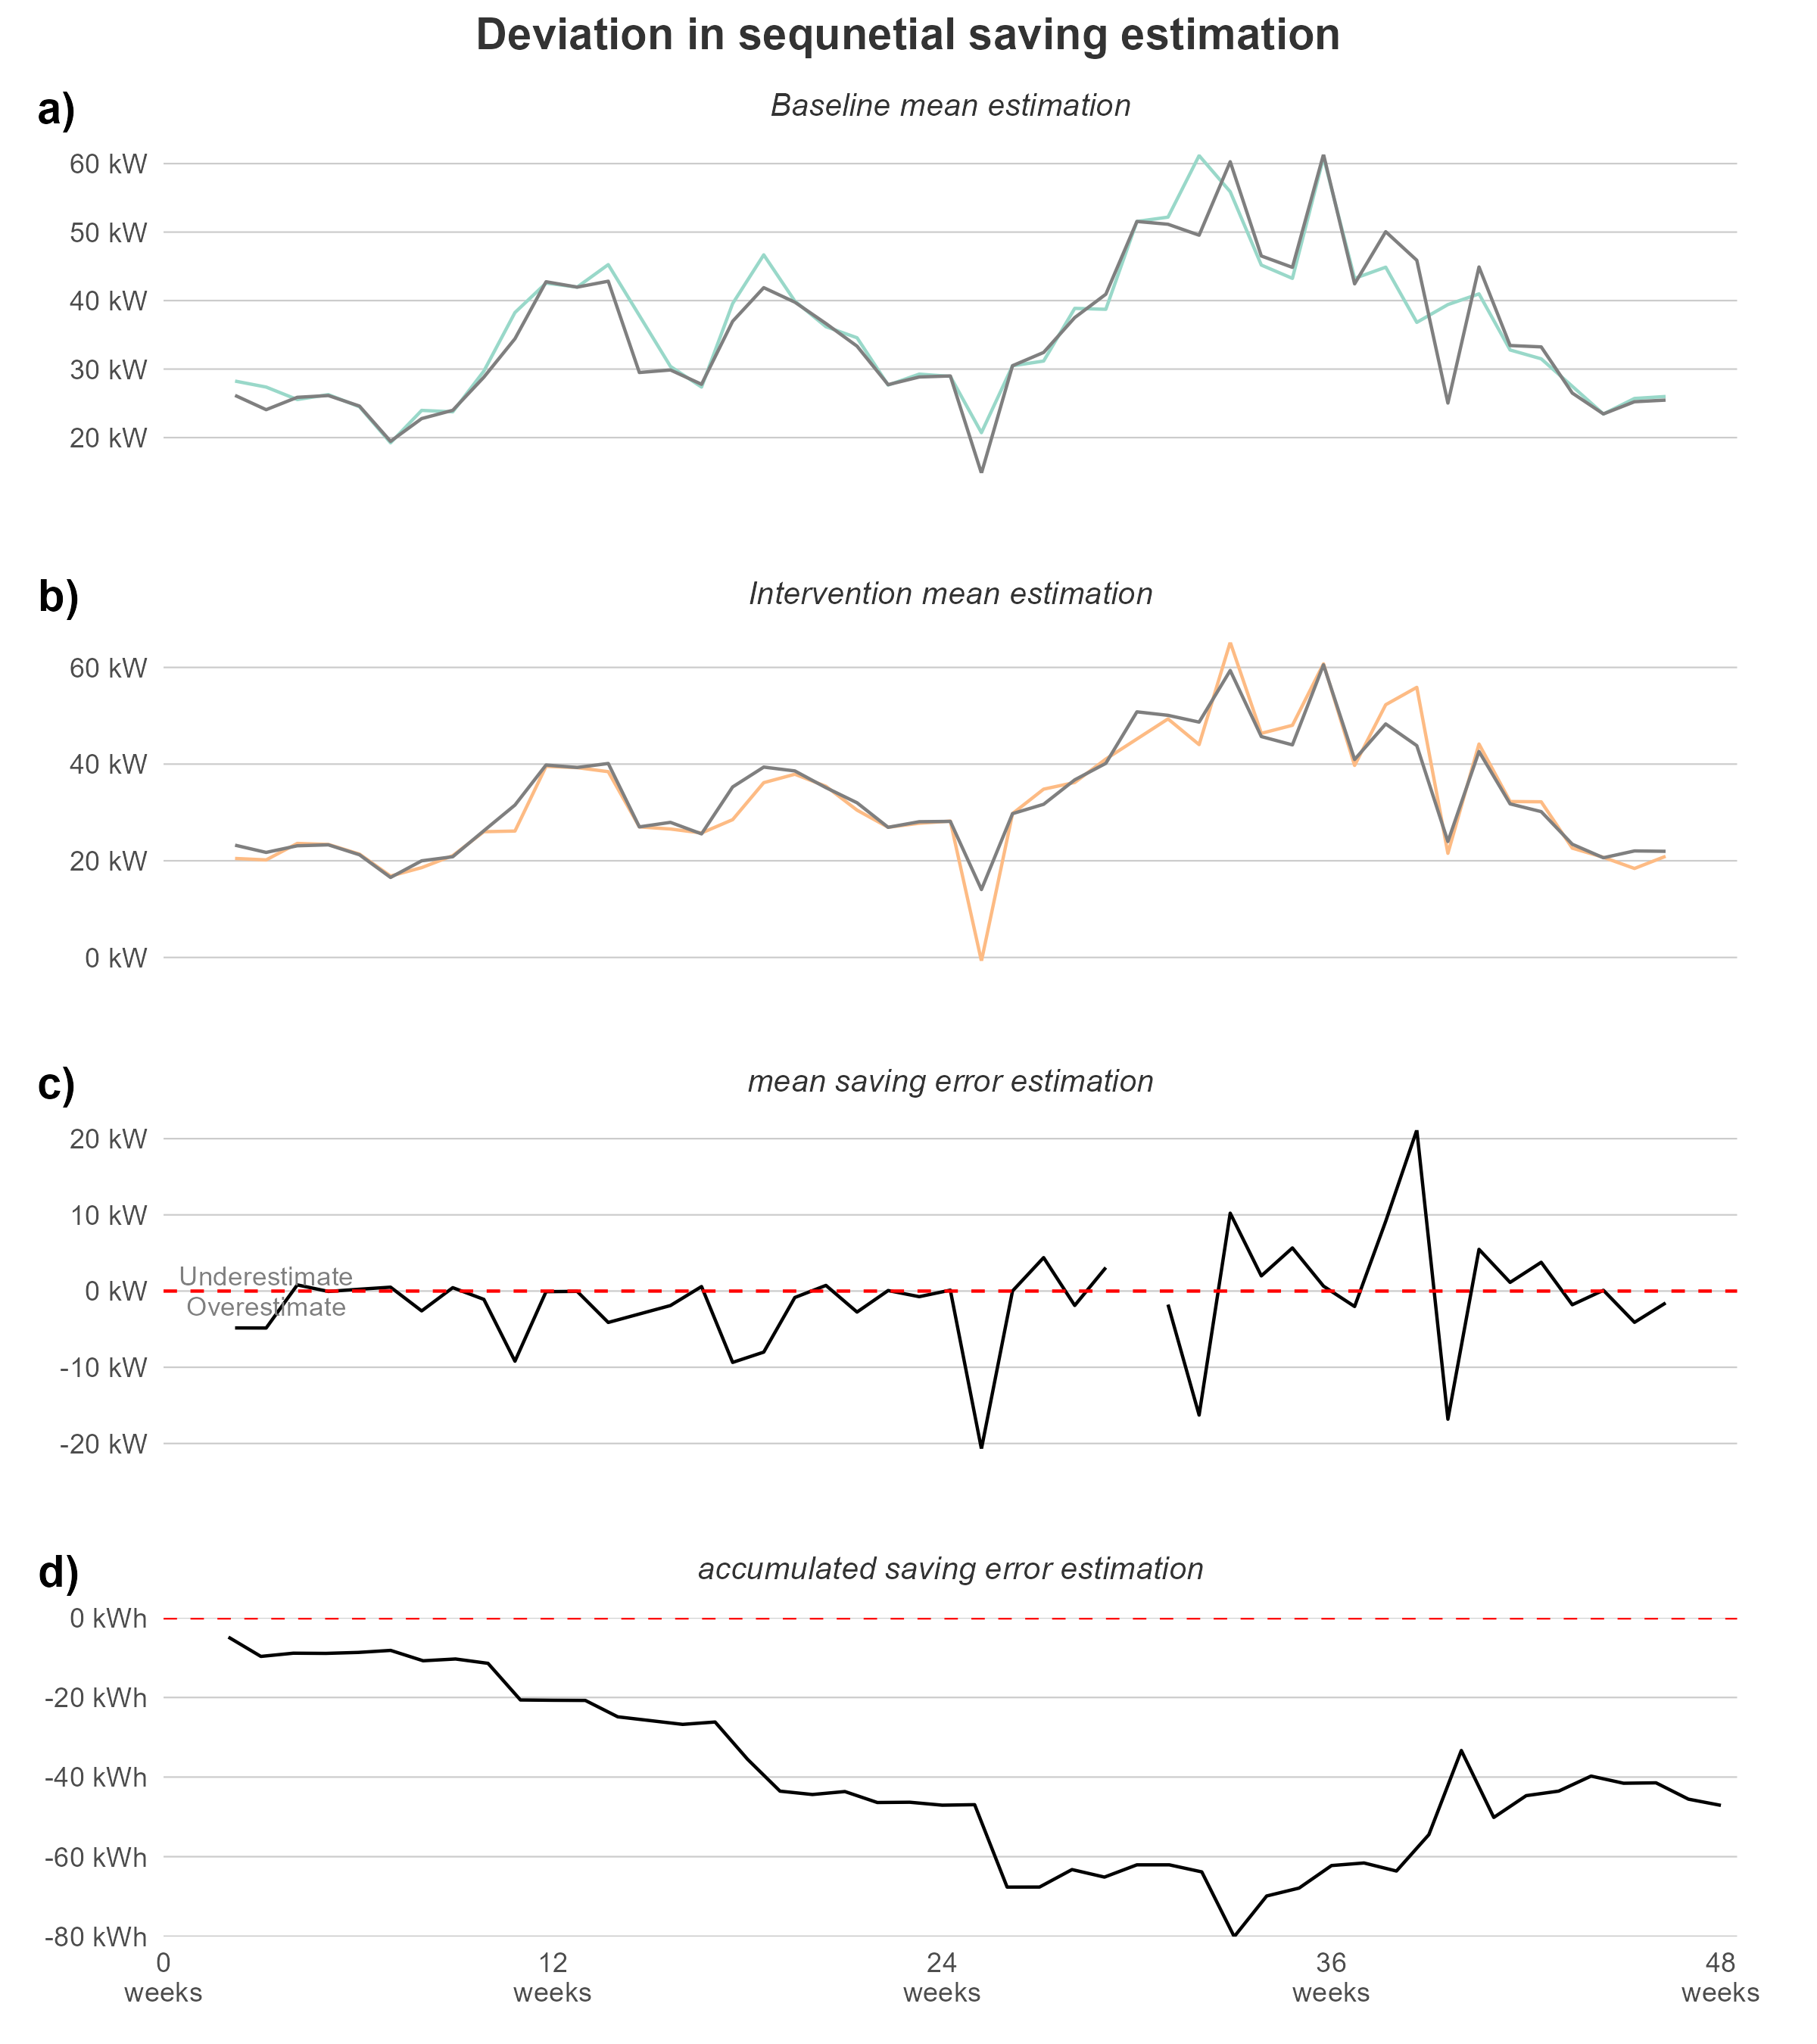 Deviation in sequnetial saving estimation
a)
Baseline mean estimation
60 kW
50 kW
40 kW
30 kW
20 kW
b)
Intervention mean estimation
60 kW
40 kW
20 kW
0 kW
c)
mean saving error estimation
20 kW
10 kW
Underestimate
0 kW
Overestimate
-10 kW
-20 kW
d)
accumulated saving error estimation
0 kWh
-20 kWh
-40 kWh
-60 kWh
-80 kWh
0 12 24 36 48
weeks weeks weeks weeks weeks